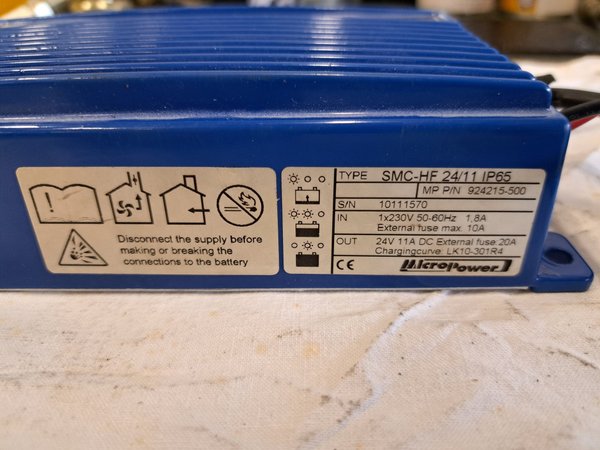 Disconnect the supply before
making or breaking the
connections to the battery
TYPE SMC-HF 24/11 IP65
MP P/N 924215-500
S/N 10111570
IN 1x230V 50-60Hz 1,8A
External fuse max. 10A
OUT 24V 11A DC External fuse:20A
Chargingcurve: LK10-301R4
CE MicroPower